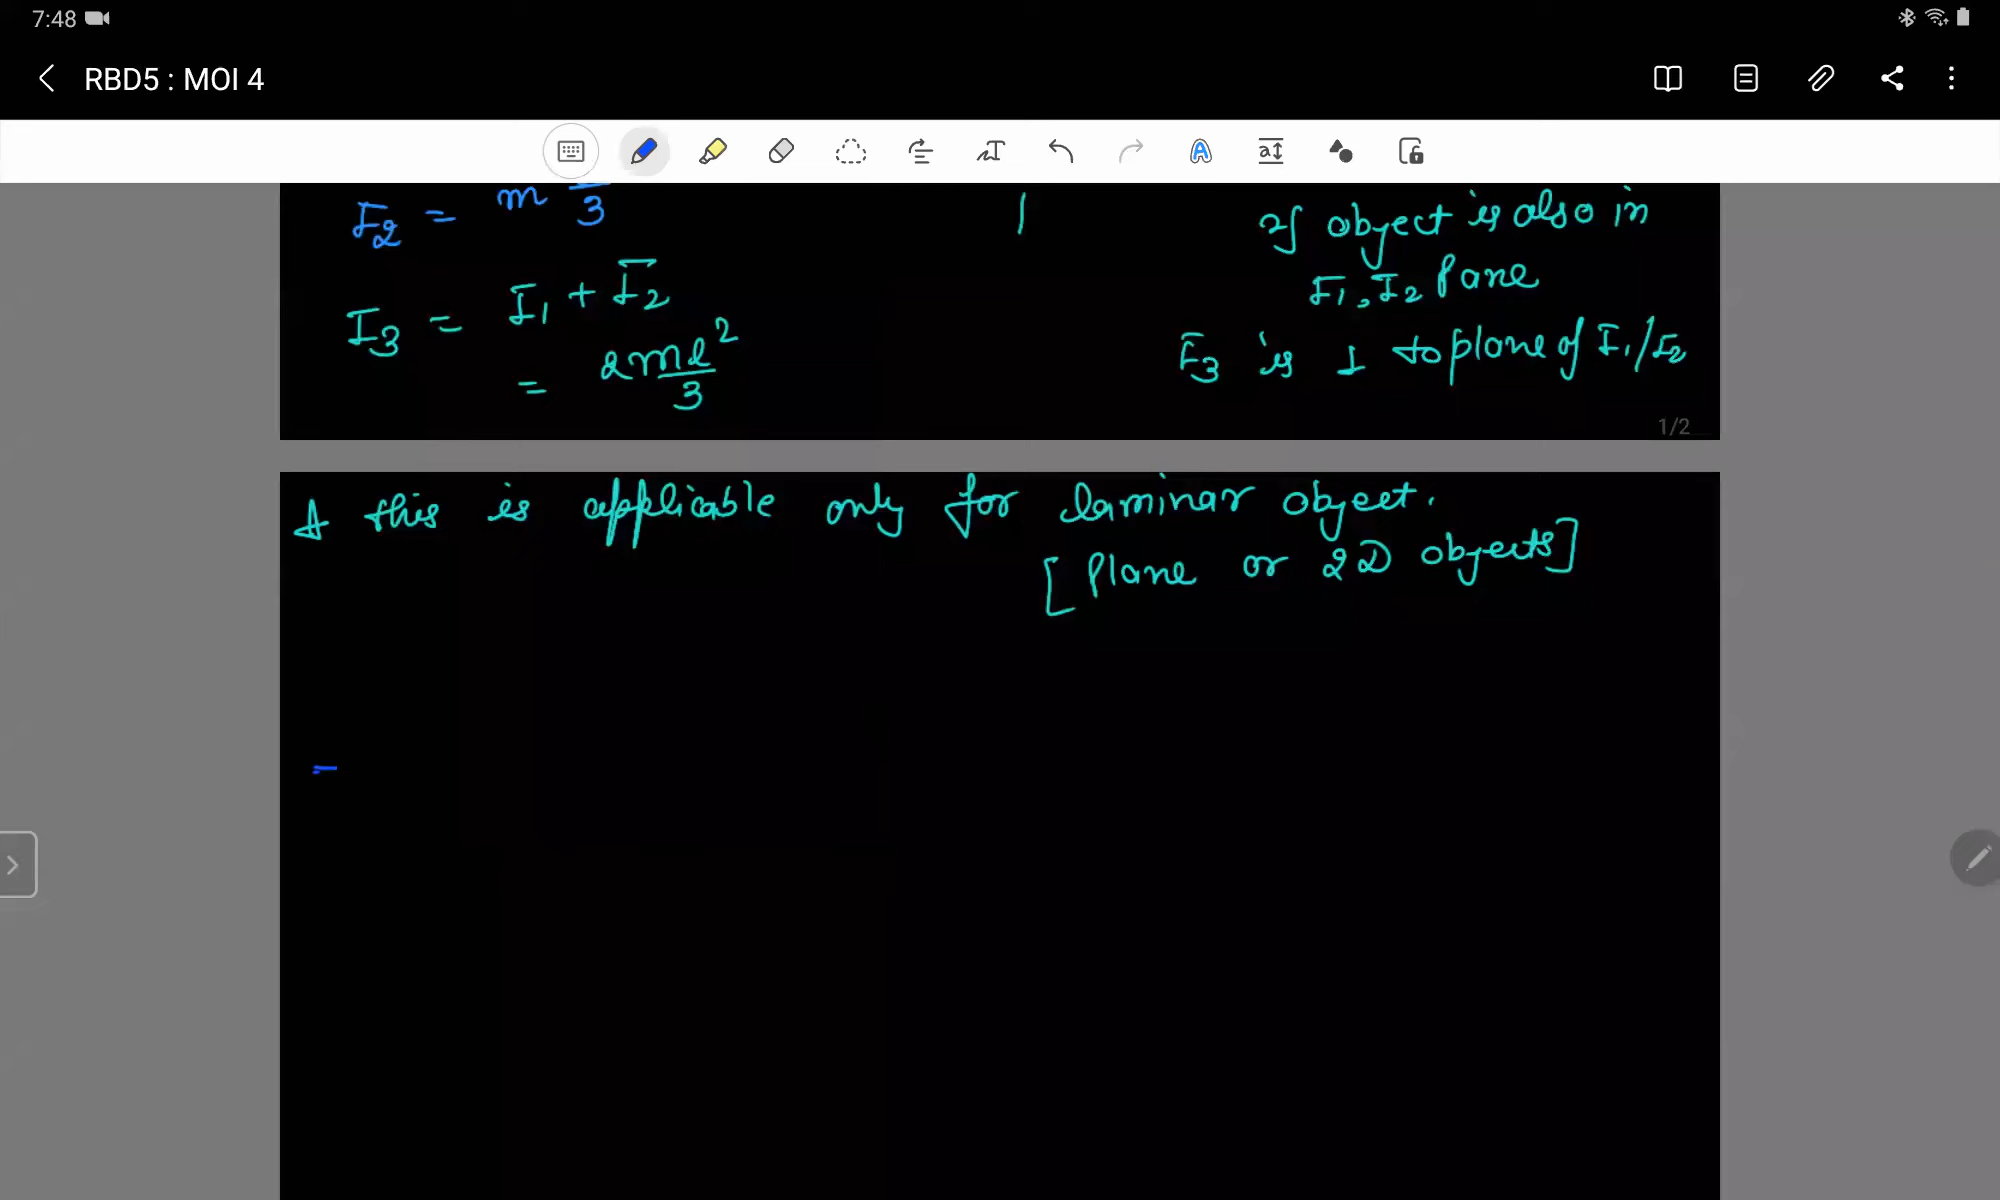 7:48
RBD5 : MOI 4
I2 = m  3
If object is also in
I1, I2 Pane
I3 = I1 + I2
I3 is ⊥ to plane of I1/I2
= 2ml²/3
1/2
this is applicable only for laminar object.
[Plane or 2D objects]
=